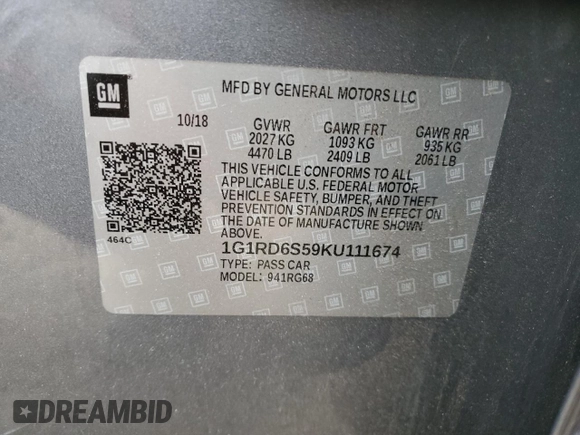 GM
MFD BY GENERAL MOTORS LLC
10/18 GVWR GAWR FRT GAWR RR
2027 KG 1093 KG 935 KG
4470 LB 2409 LB 2061 LB
THIS VEHICLE CONFORMS TO ALL
APPLICABLE U.S. FEDERAL MOTOR
VEHICLE SAFETY, BUMPER, AND THEFT
PREVENTION STANDARDS IN EFFECT ON
THE DATE OF MANUFACTURE SHOWN
ABOVE.
464C
1G1RD6S59KU111674
TYPE: PASS CAR
MODEL: 941RG68
DREAMBID